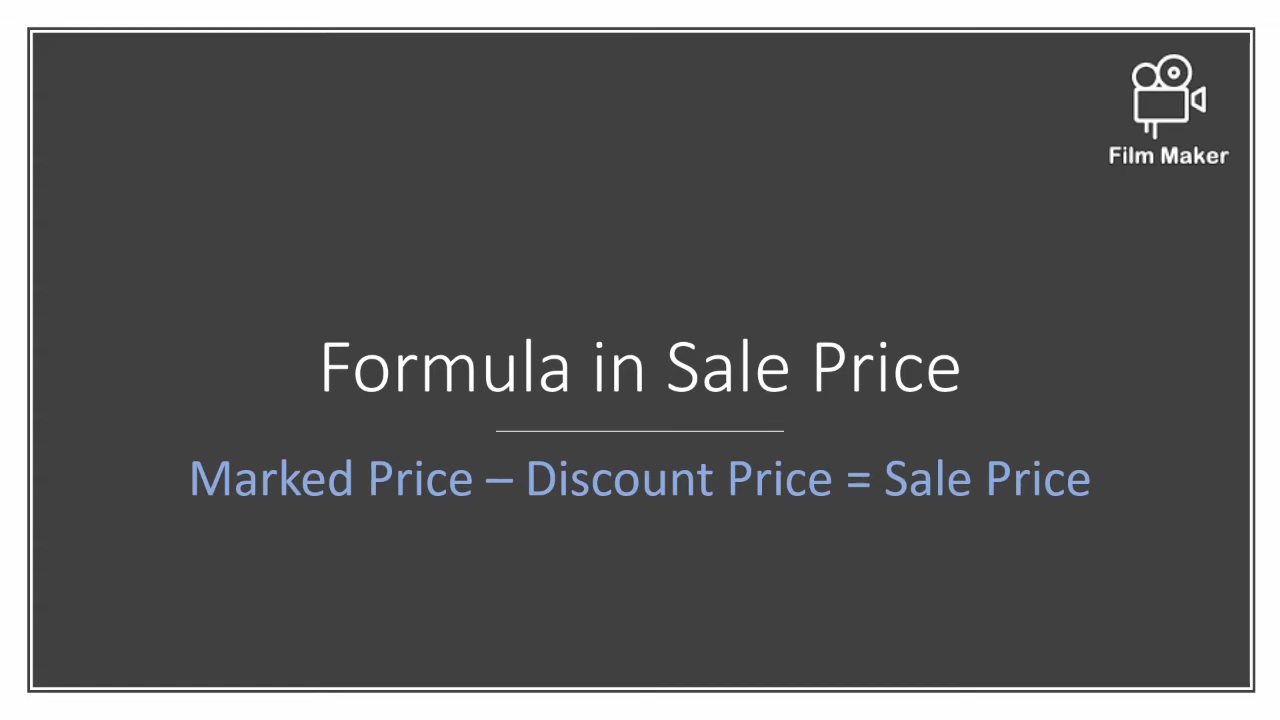 Film Maker
Formula in Sale Price
Marked Price – Discount Price = Sale Price